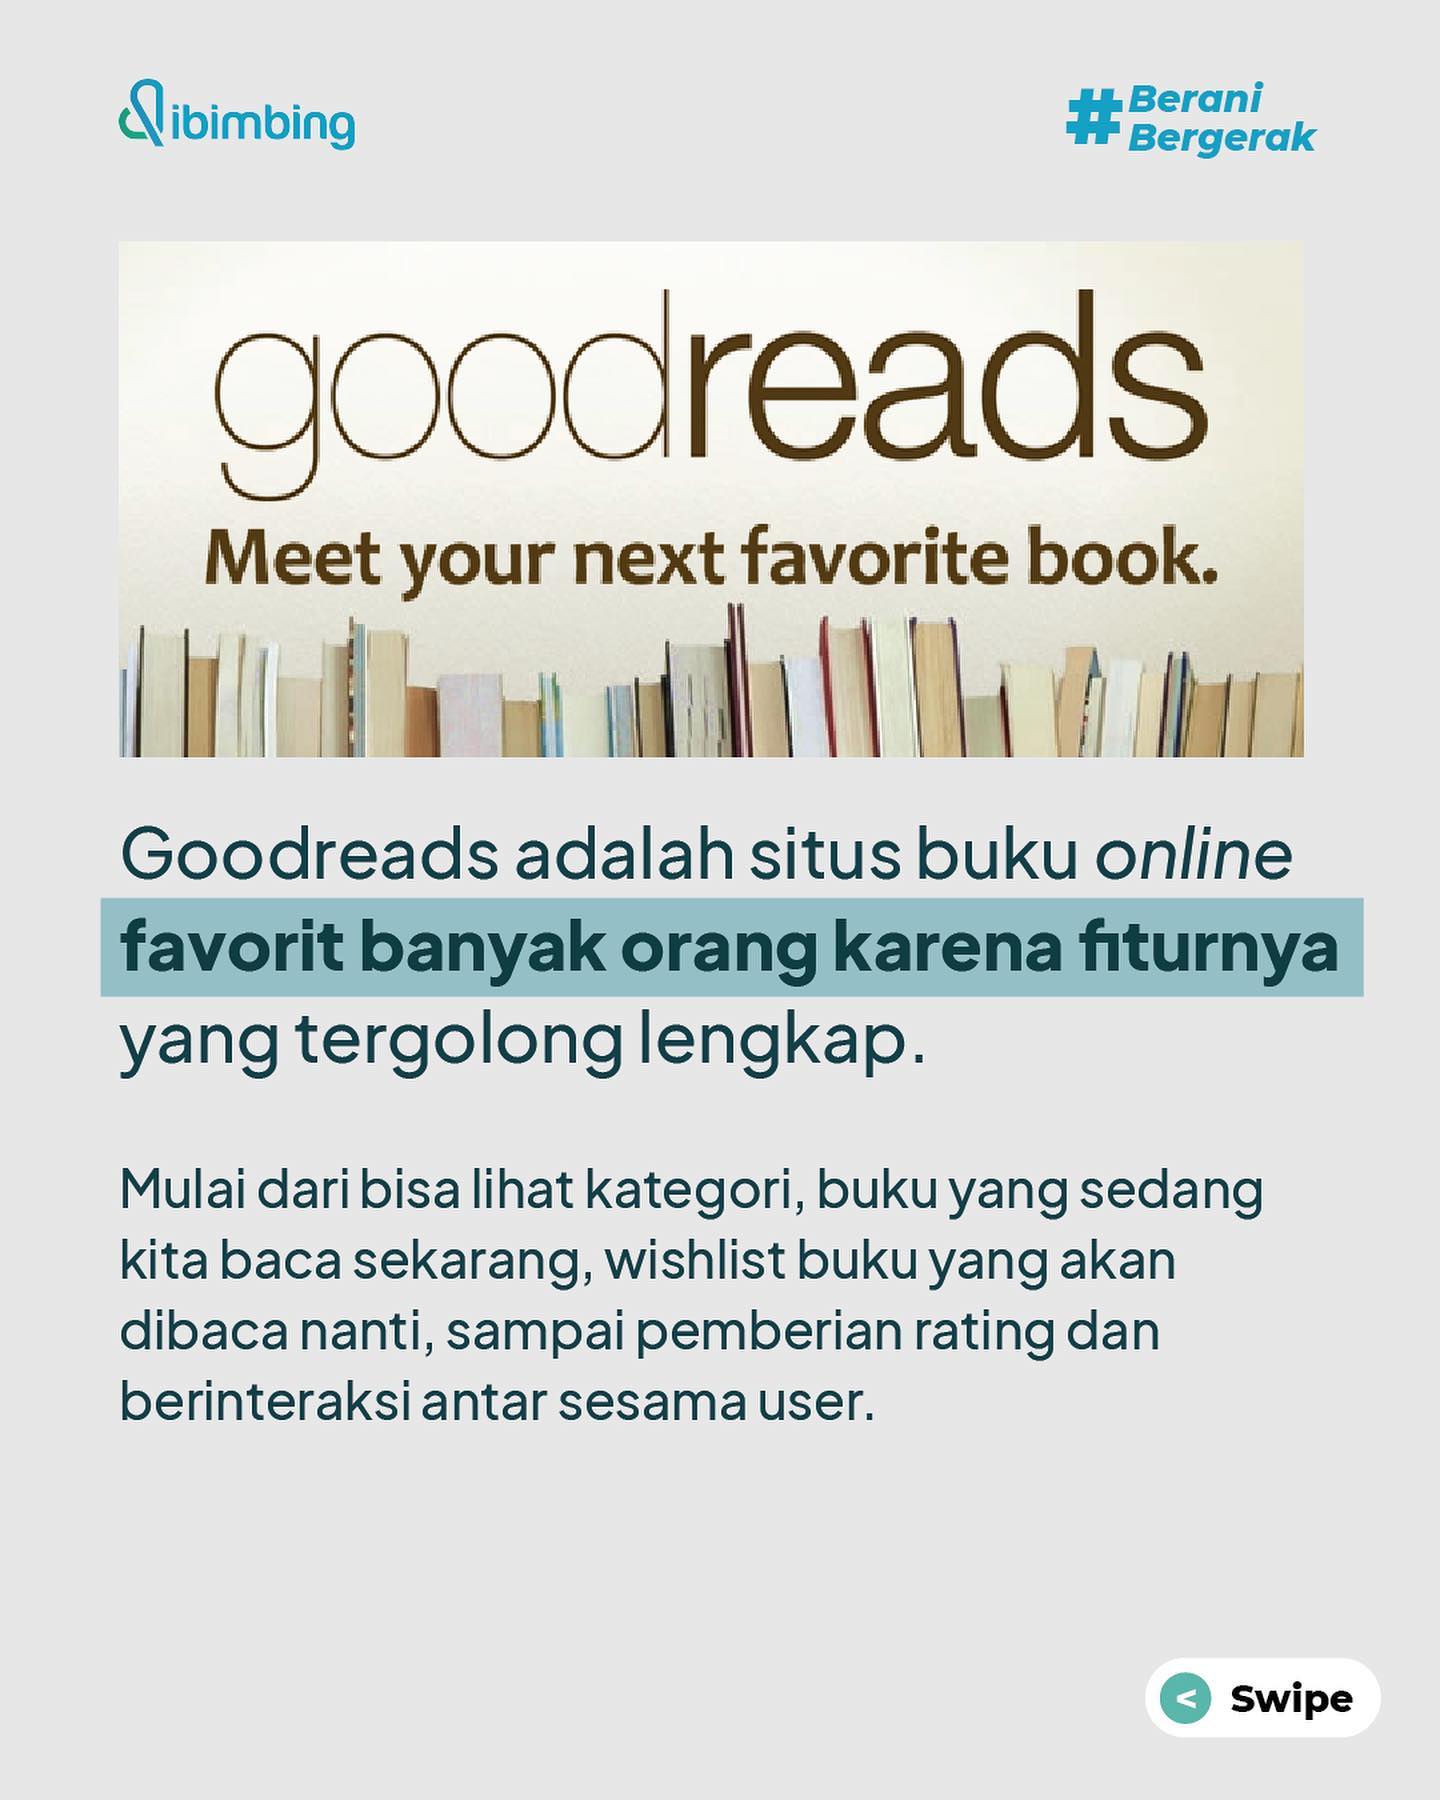 dibimbing
#Berani
Bergerak
goodreads
Meet your next favorite book.
Goodreads adalah situs buku online
favorit banyak orang karena fiturnya
yang tergolong lengkap.
Mulai dari bisa lihat kategori, buku yang sedang
kita baca sekarang, wishlist buku yang akan
dibaca nanti, sampai pemberian rating dan
berinteraksi antar sesama user.
< Swipe